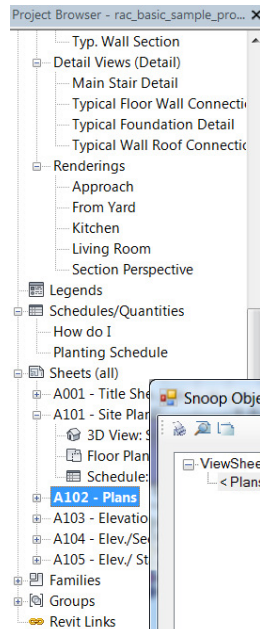 Project Browser - rac_basic_sample_pro...
Typ. Wall Section
Detail Views (Detail)
Main Stair Detail
Typical Floor Wall Connecti
Typical Foundation Detail
Typical Wall Roof Connectic
Renderings
Approach
From Yard
Kitchen
Living Room
Section Perspective
Legends
Schedules/Quantities
How do I
Planting Schedule
Sheets (all)
A001 - Title She
A101 - Site Plan
3D View: S
Floor Plan
Schedule:
A102 - Plans
A103 - Elevatio
A104 - Elev./Se
A105 - Elev./ St
Families
Groups
Revit Links
Snoop Obje
ViewShee
< Plans